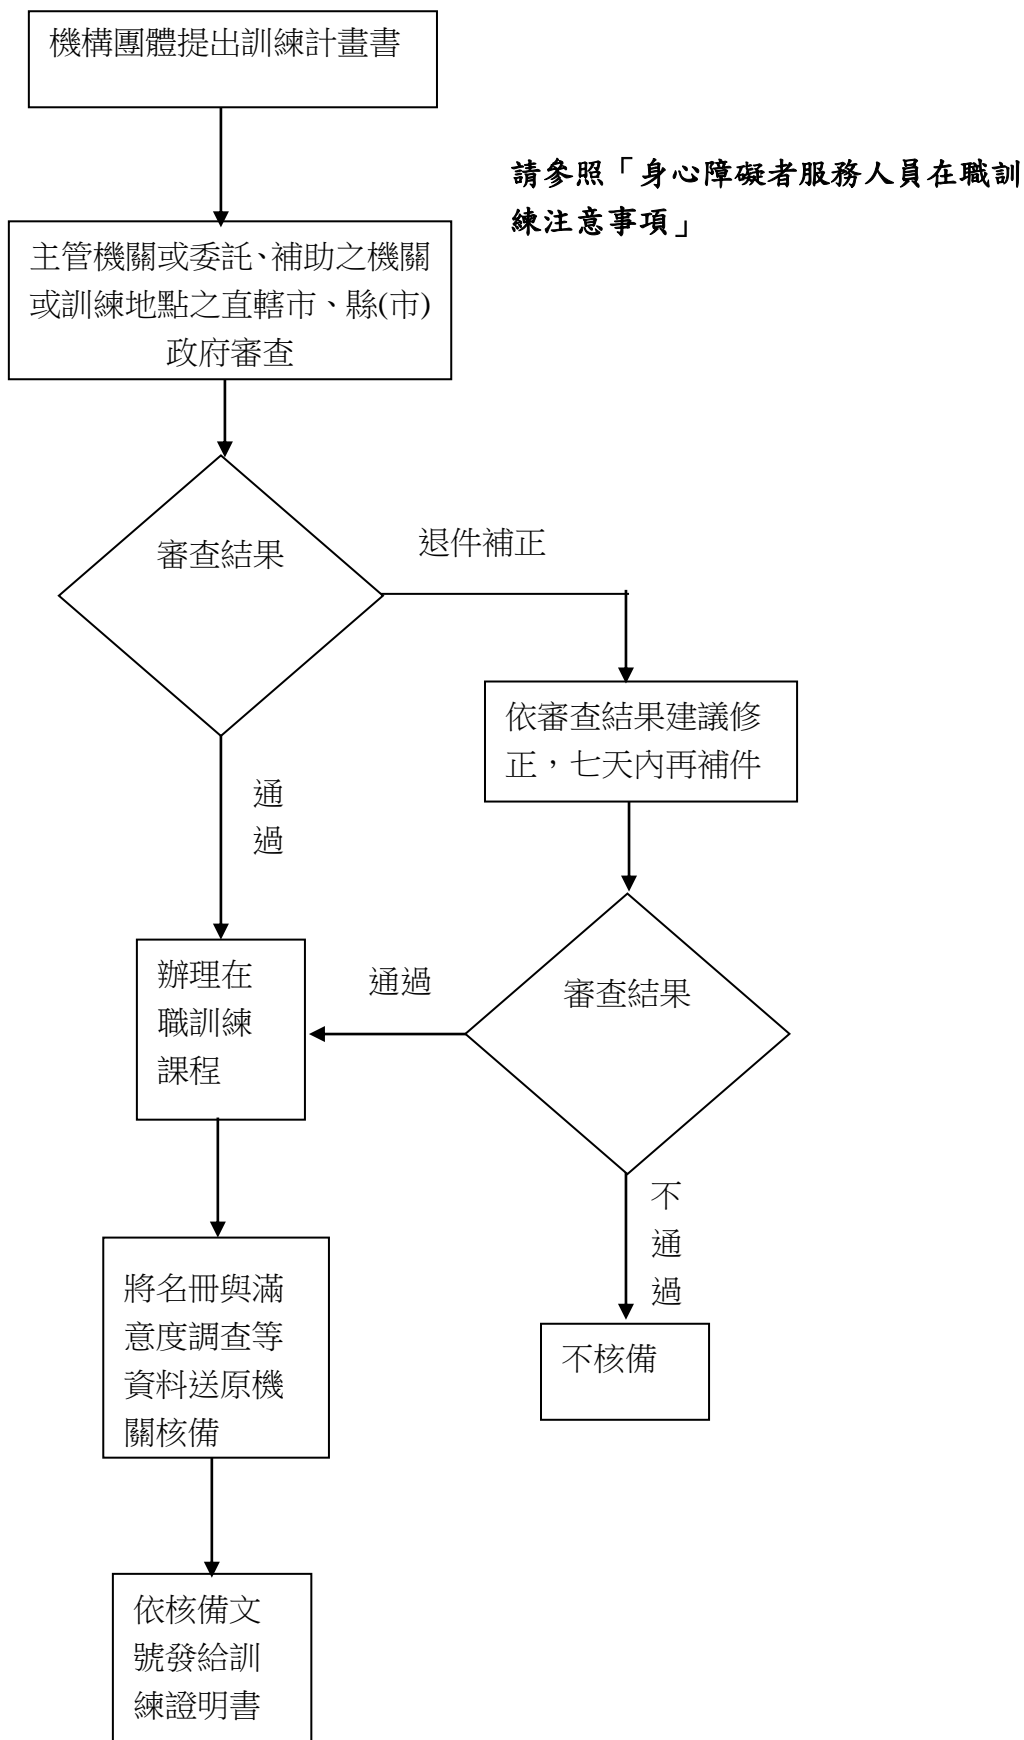 機構團體提出訓練計畫書
請參照「身心障礙者服務人員在職訓
練注意事項」
主管機關或委託、補助之機關
或訓練地點之直轄市、縣(市)
政府審查
審查結果
退件補正
依審查結果建議修
正，七天內再補件
通
過
審查結果
通過
辦理在
職訓練
課程
不
通
過
不核備
將名冊與滿
意度調查等
資料送原機
關核備
依核備文
號發給訓
練證明書